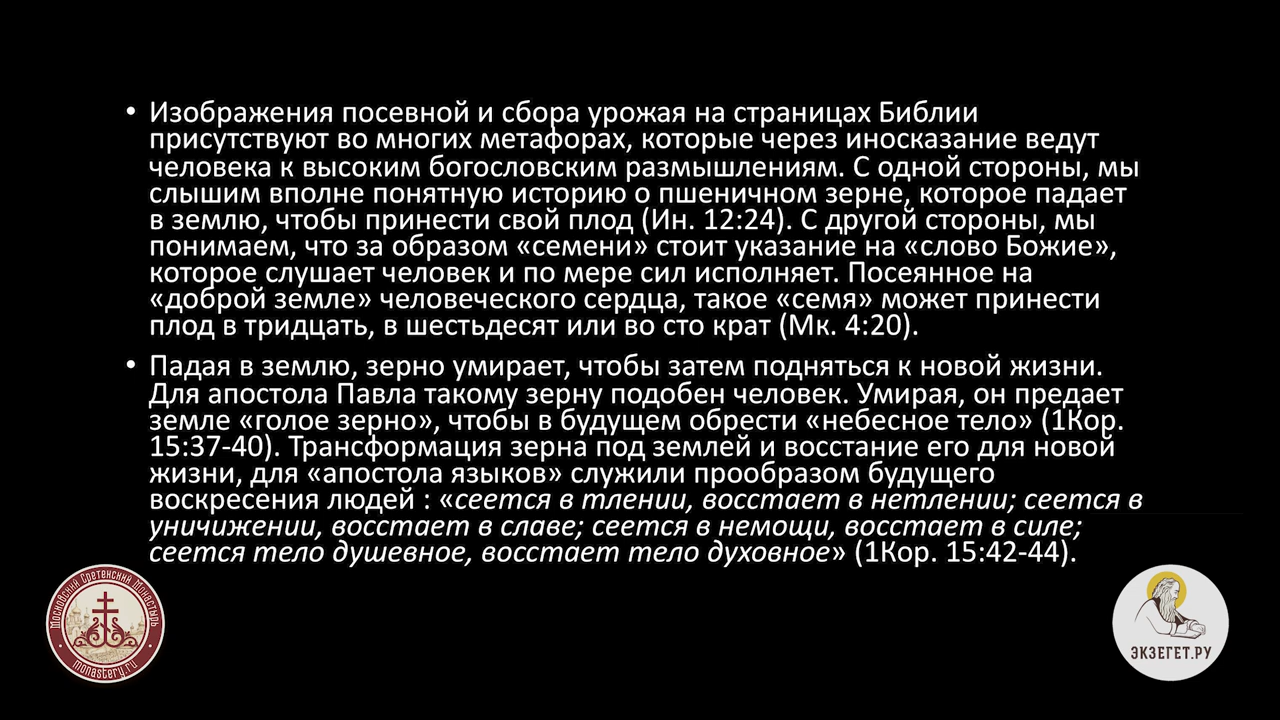 • Изображения посевной и сбора урожая на страницах Библии
присутствуют во многих метафорах, которые через иносказание ведут
человека к высоким богословским размышлениям. С одной стороны, мы
слышим вполне понятную историю о пшеничном зерне, которое падает
в землю, чтобы принести свой плод (Ин. 12:24). С другой стороны, мы
понимаем, что за образом «семени» стоит указание на «слово Божие»,
которое слушает человек и по мере сил исполняет. Посеянное на
«доброй земле» человеческого сердца, такое «семя» может принести
плод в тридцать, в шестьдесят или во сто крат (Мк. 4:20).
• Падая в землю, зерно умирает, чтобы затем подняться к новой жизни.
Для апостола Павла такому зерну подобен человек. Умирая, он предает
земле «голое зерно», чтобы в будущем обрести «небесное тело» (1Кор.
15:37-40). Трансформация зерна под землей и восстание его для новой
жизни, для «апостола языков» служили прообразом будущего
воскресения людей : «сеется в тлении, восстает в нетлении; сеется в
уничижении, восстает в славе; сеется в немощи, восстает в силе;
сеется тело душевное, восстает тело духовное» (1Кор. 15:42-44).
Московский Сретенский Монастырь
monastery.ru
ЭКЗЕГЕТ.РУ